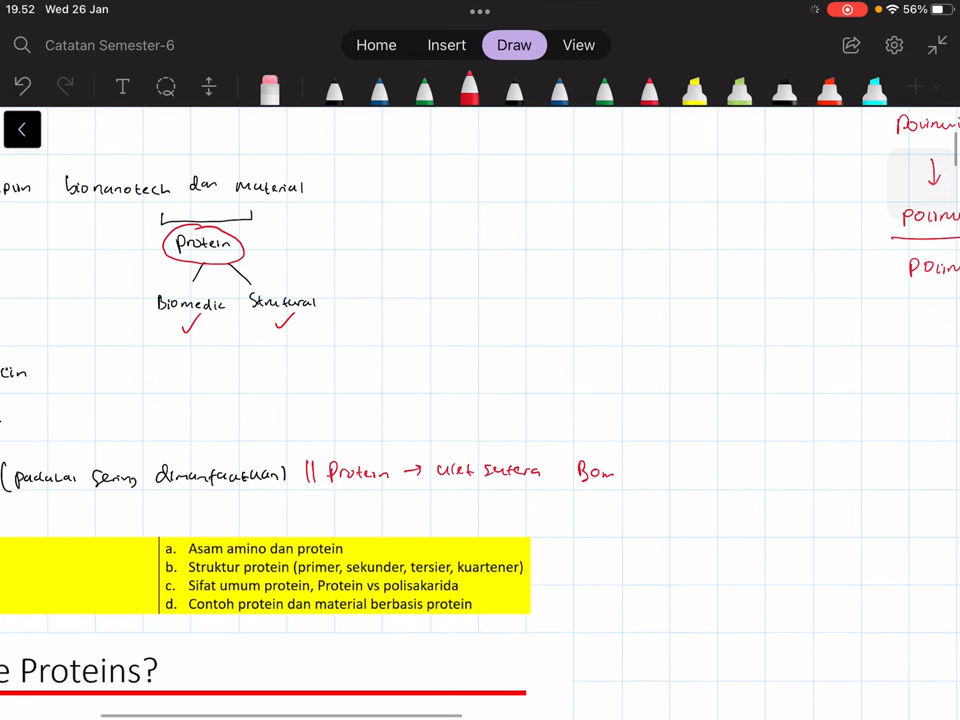 19.52 Wed 26 Jan
56%
Catatan Semester-6
Home Insert Draw View
bionanotech dan material
Protein
Biomedic Struktural
(padahal sering dimanfaatkan) || Protein → ulet sutera Bom
a. Asam amino dan protein
b. Struktur protein (primer, sekunder, tersier, kuartener)
c. Sifat umum protein, Protein vs polisakarida
d. Contoh protein dan material berbasis protein
e Proteins?